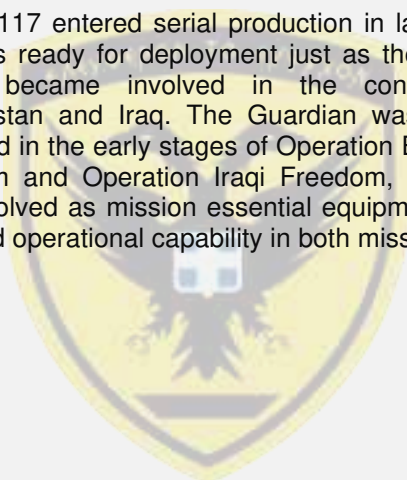 117 entered serial production in la
s ready for deployment just as the
became involved in the con
stan and Iraq. The Guardian was
d in the early stages of Operation E
n and Operation Iraqi Freedom,
olved as mission essential equipm
d operational capability in both miss